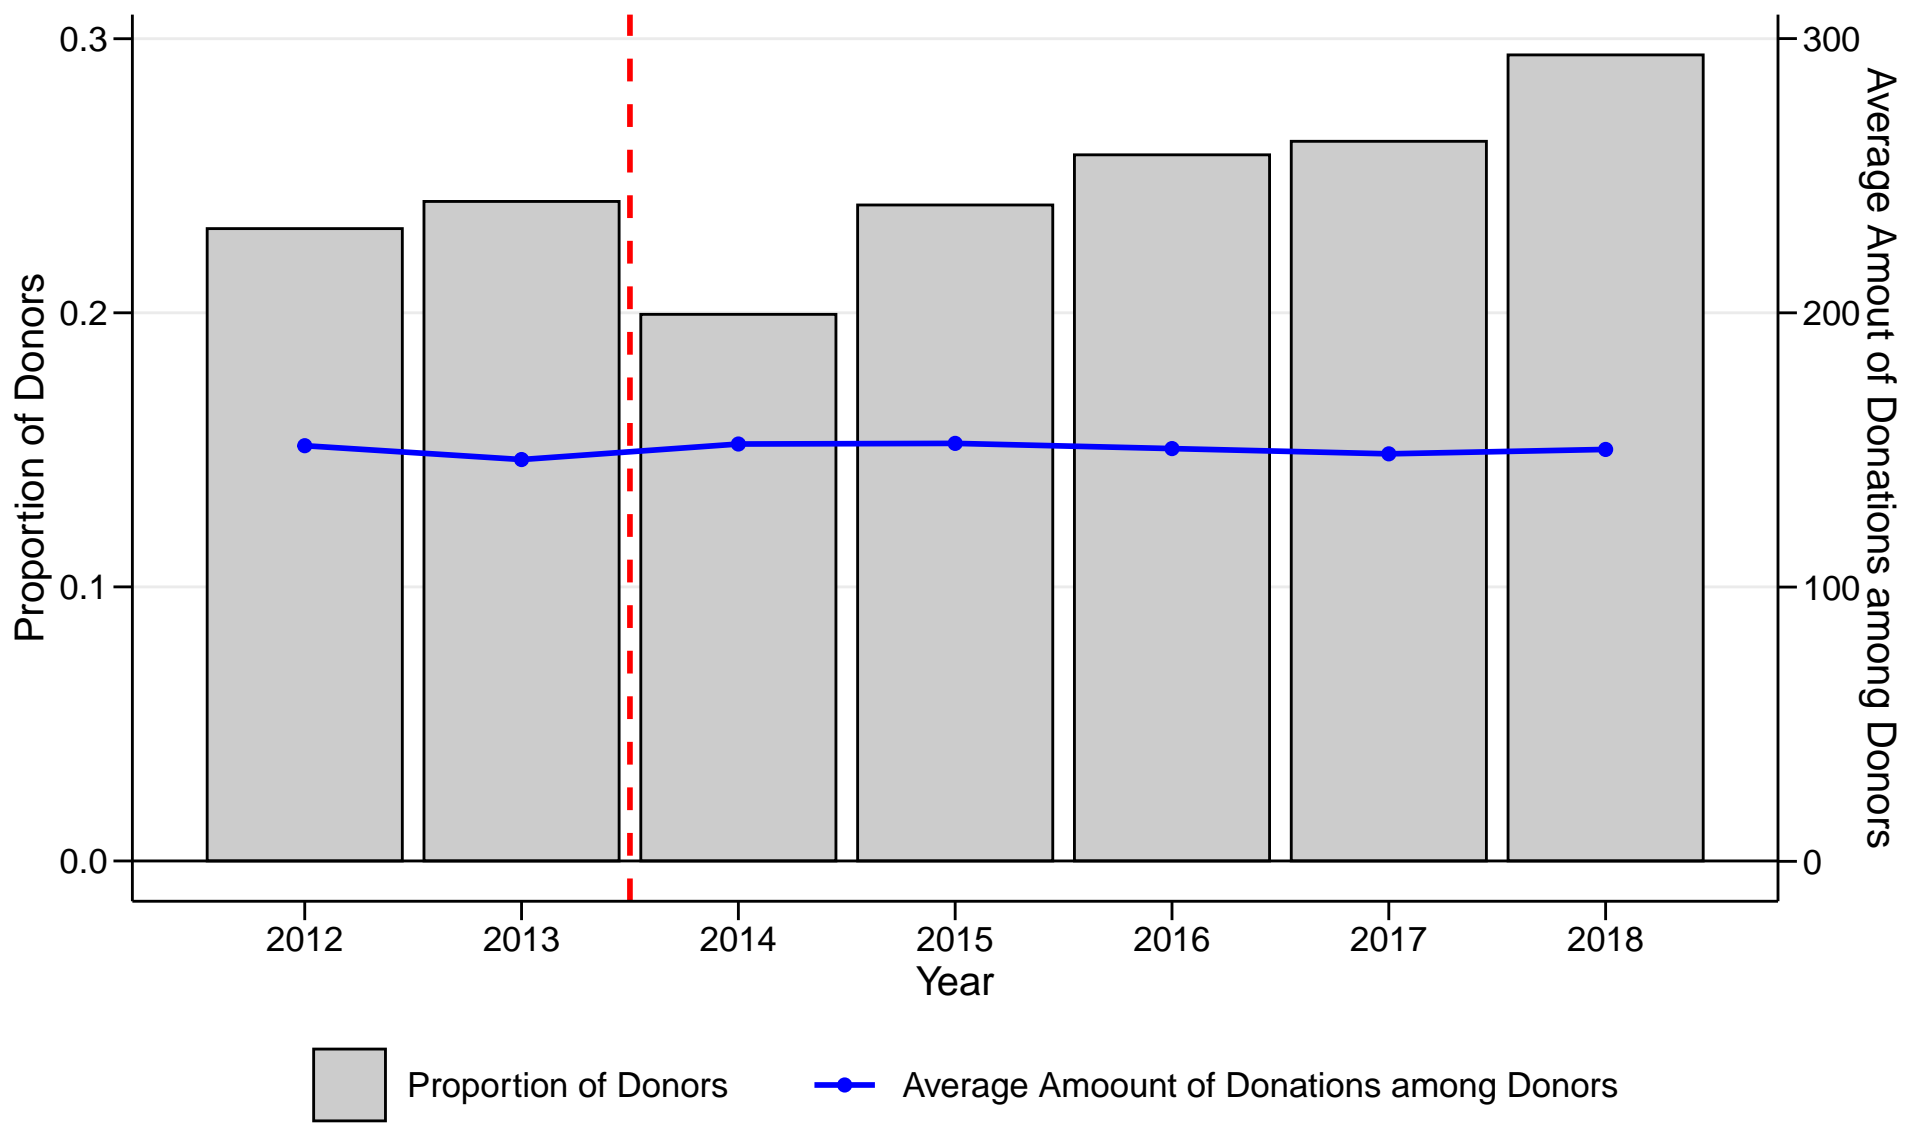 0.3
0.2
0.1
0.0
Proportion of Donors
300
200
100
0
Average Amout of Donations among Donors
2012 2013 2014 2015 2016 2017 2018
Year
Proportion of Donors
Average Amoount of Donations among Donors